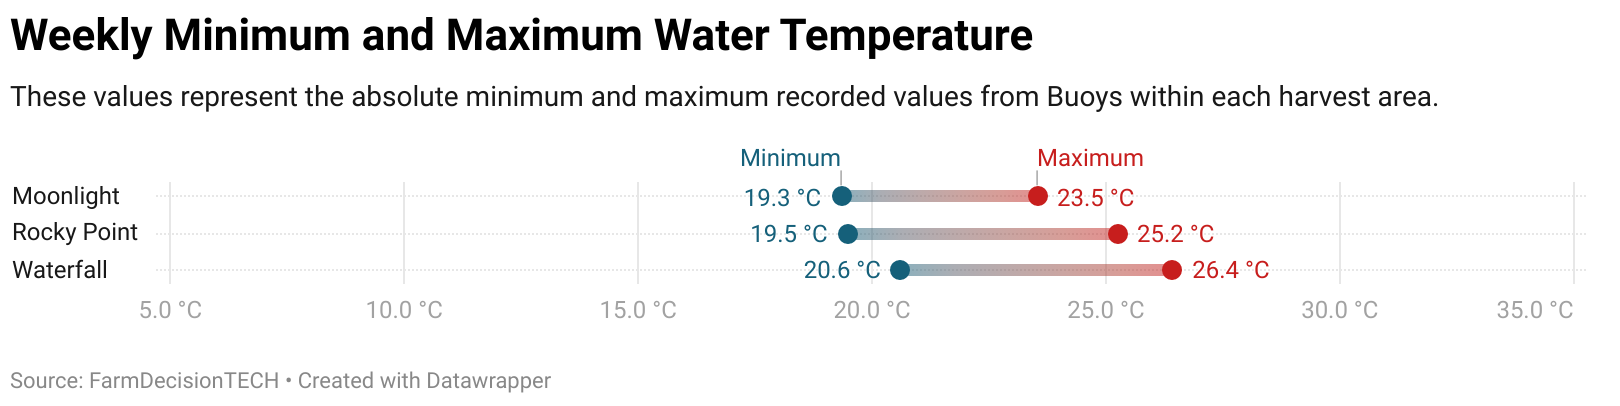 Weekly Minimum and Maximum Water Temperature
These values represent the absolute minimum and maximum recorded values from Buoys within each harvest area.
Minimum Maximum
Moonlight 19.3 °C 23.5 °C
Rocky Point 19.5 °C 25.2 °C
Waterfall 20.6 °C 26.4 °C
5.0 °C 10.0 °C 15.0 °C 20.0 °C 25.0 °C 30.0 °C 35.0 °C
Source: FarmDecisionTECH • Created with Datawrapper